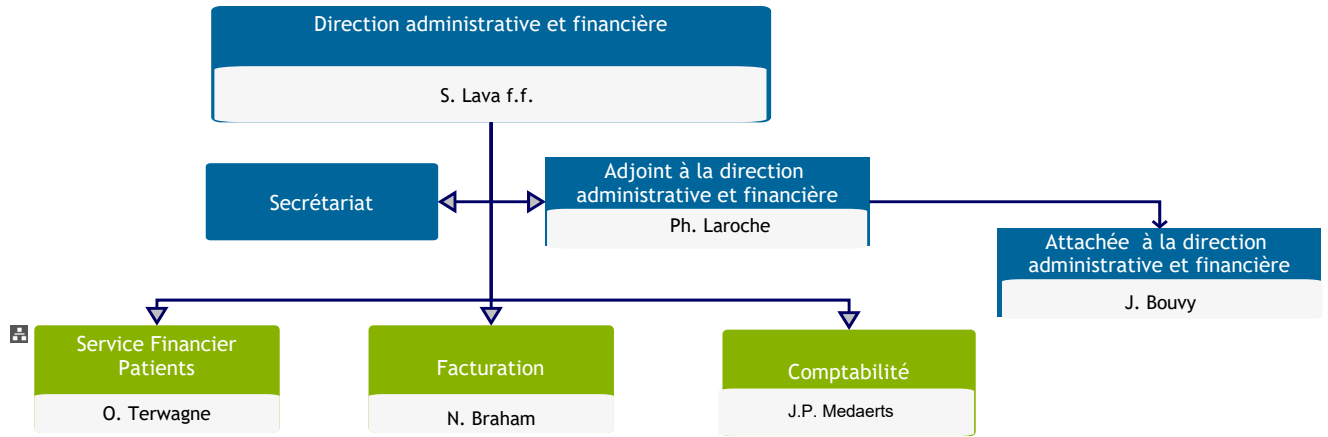 Direction administrative et financière
S. Lava f.f.
Secrétariat
Adjoint à la direction
administrative et financière
Ph. Laroche
Attachée à la direction
administrative et financière
J. Bouvy
Service Financier
Patients
O. Terwagne
Facturation
N. Braham
Comptabilité
J.P. Medaerts